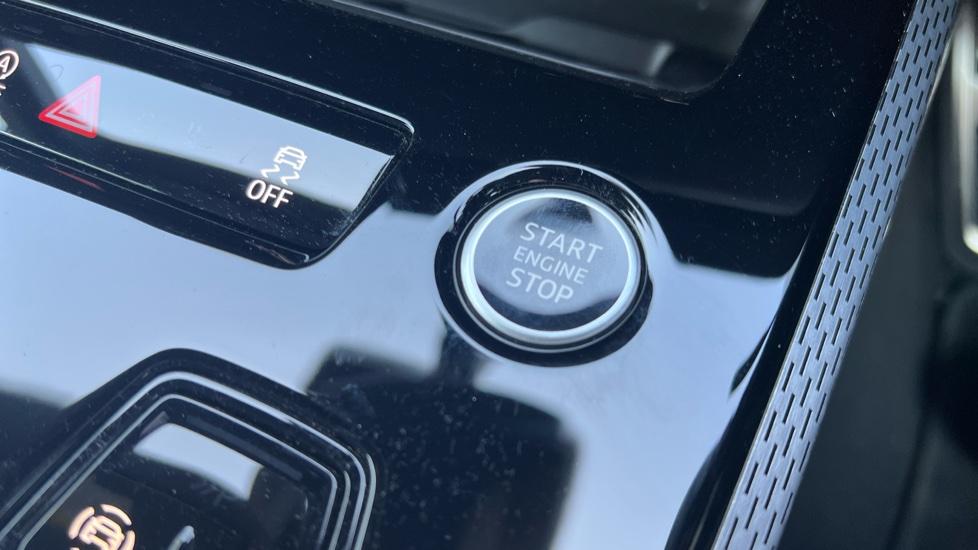 A
OFF
START
ENGINE
STOP